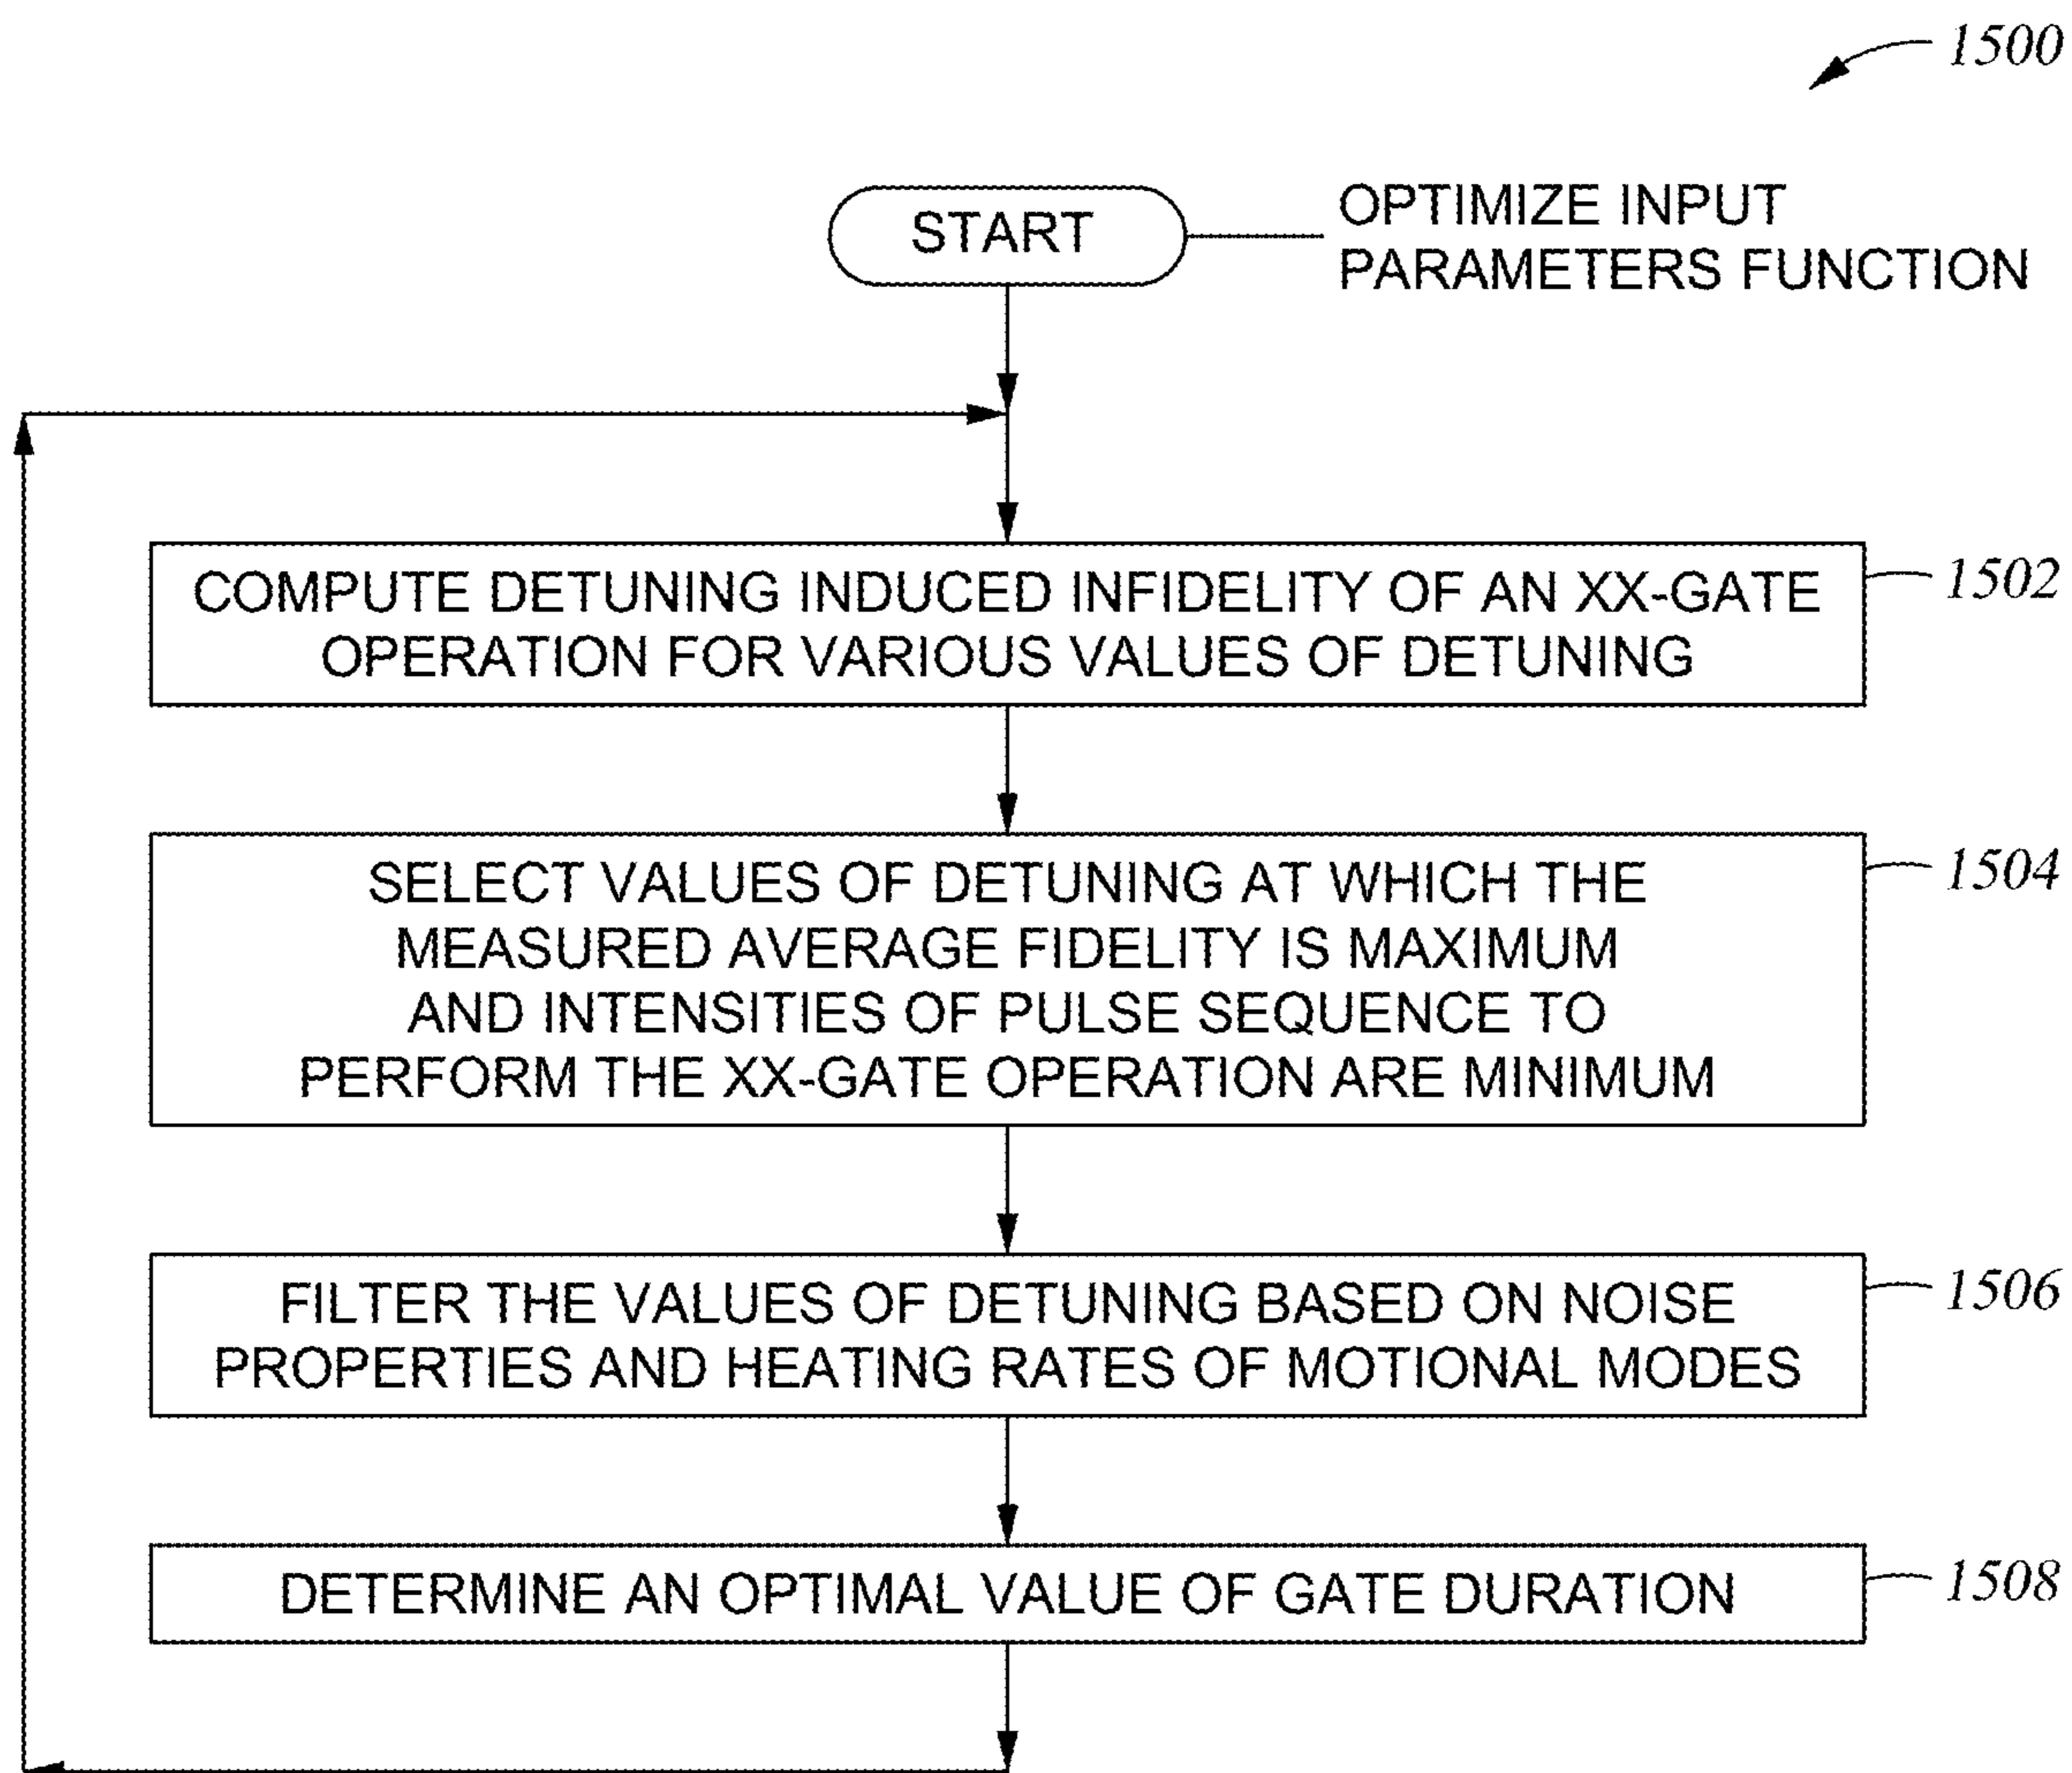 1500
START
OPTIMIZE INPUT
PARAMETERS FUNCTION
COMPUTE DETUNING INDUCED INFIDELITY OF AN XX-GATE
OPERATION FOR VARIOUS VALUES OF DETUNING
1502
SELECT VALUES OF DETUNING AT WHICH THE
MEASURED AVERAGE FIDELITY IS MAXIMUM
AND INTENSITIES OF PULSE SEQUENCE TO
PERFORM THE XX-GATE OPERATION ARE MINIMUM
1504
FILTER THE VALUES OF DETUNING BASED ON NOISE
PROPERTIES AND HEATING RATES OF MOTIONAL MODES
1506
DETERMINE AN OPTIMAL VALUE OF GATE DURATION
1508